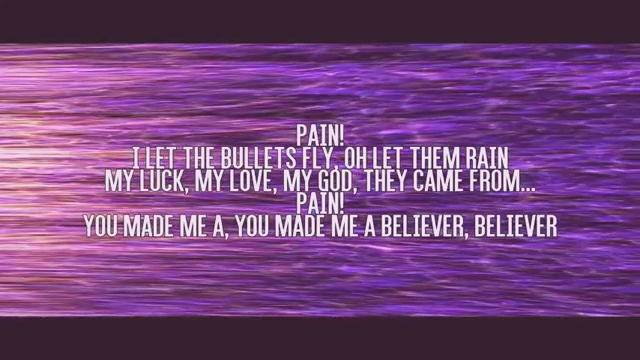 PAIN!
I LET THE BULLETS FLY, OH LET THEM RAIN
MY LUCK, MY LOVE, MY GOD, THEY CAME FROM...
PAIN!
YOU MADE ME A, YOU MADE ME A BELIEVER, BELIEVER